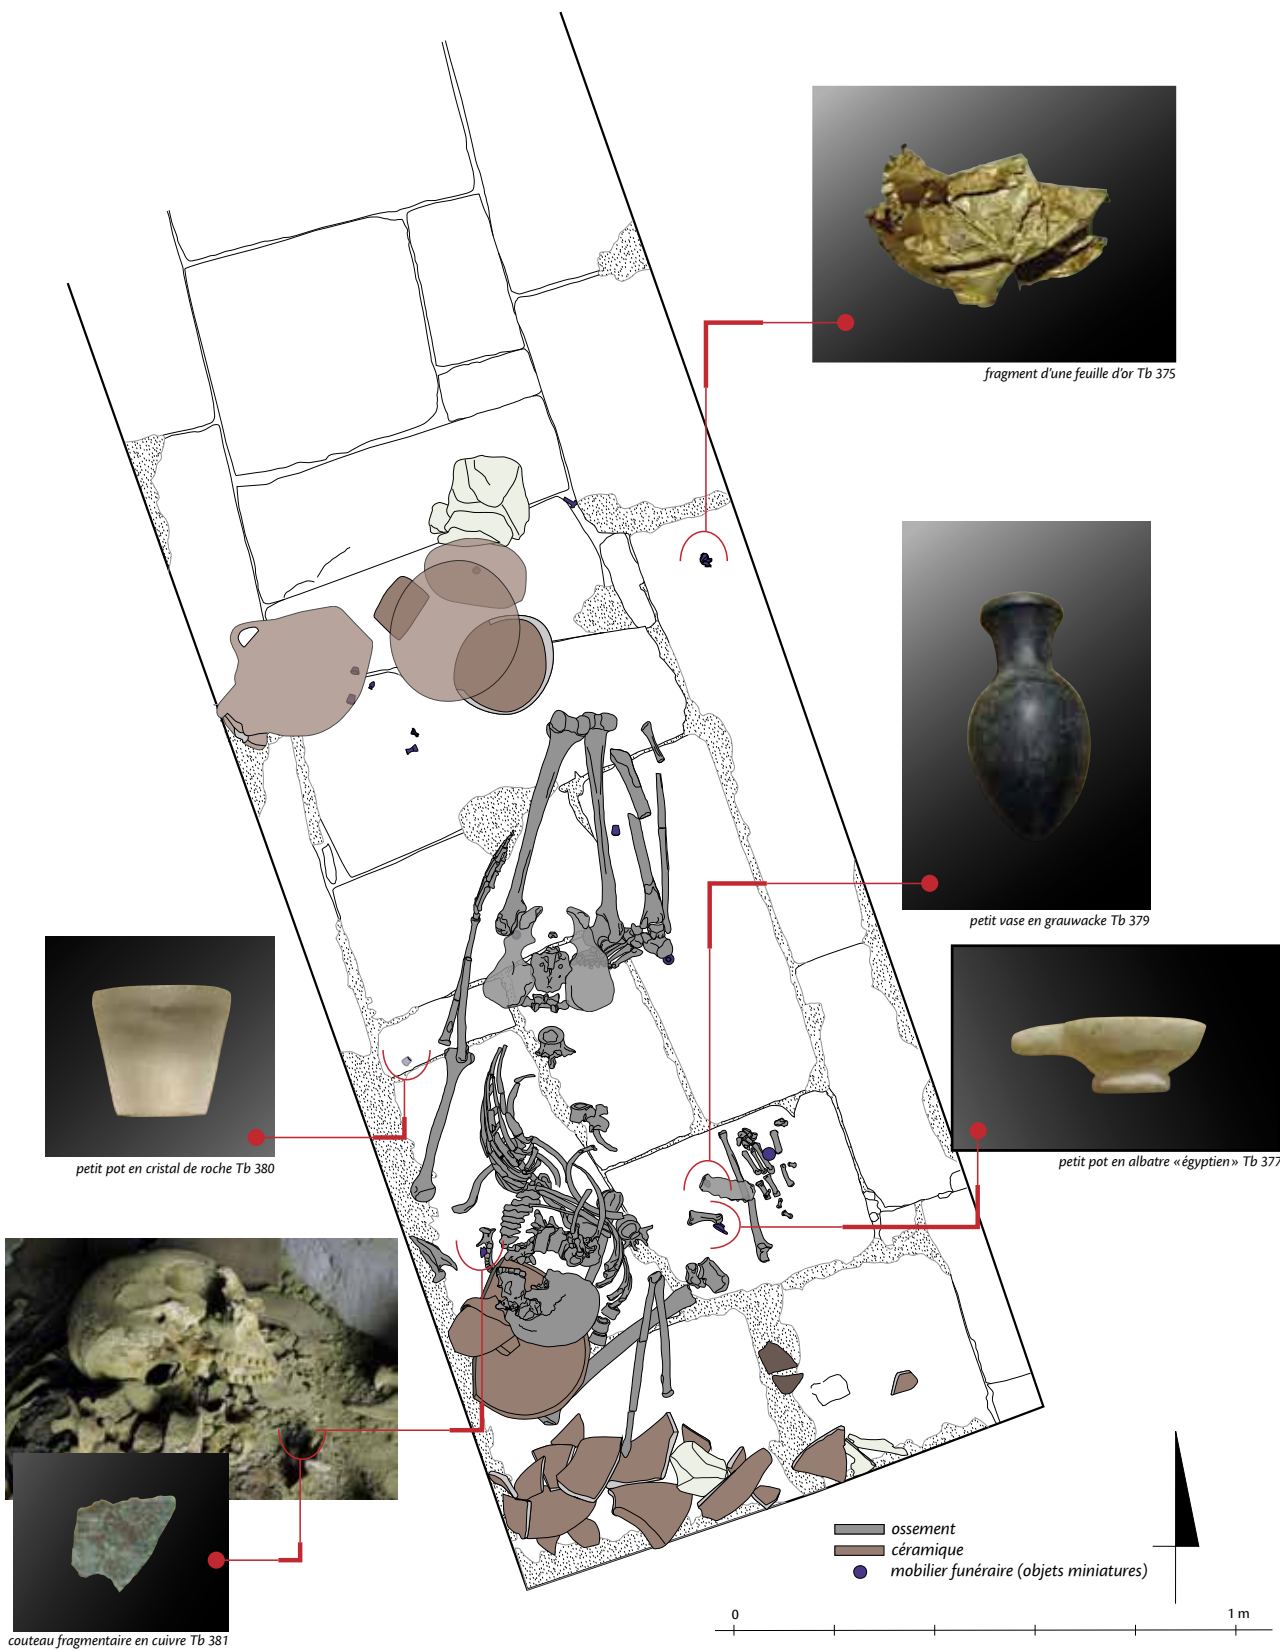 fragment d'une feuille d'or Tb 375
petit vase en grauwacke Tb 379
petit pot en albatre «égyptien» Tb 377
petit pot en cristal de roche Tb 380
couteau fragmentaire en cuivre Tb 381
ossement
céramique
mobilier funéraire (objets miniatures)
0 1 m